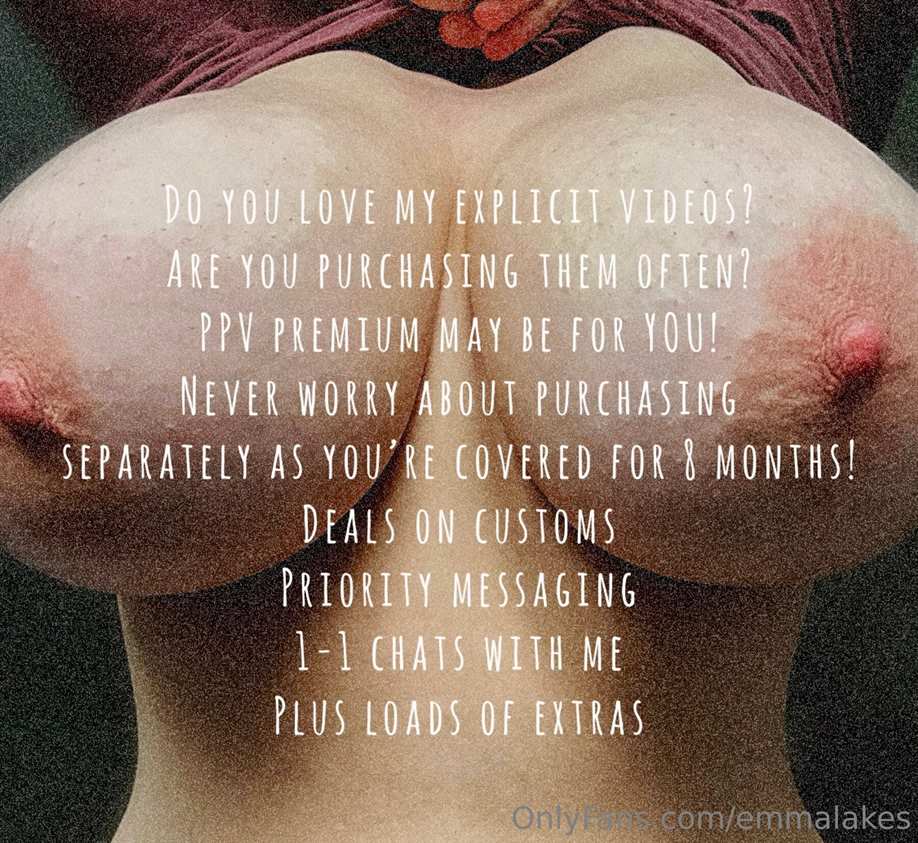 Do you love my explicit videos?
Are you purchasing them often?
PPV premium may be for YOU!
Never worry about purchasing
separately as you're covered for 8 months!
Deals on customs
Priority messaging
1-1 chats with me
Plus loads of extras
OnlyFans.com/emmalakes